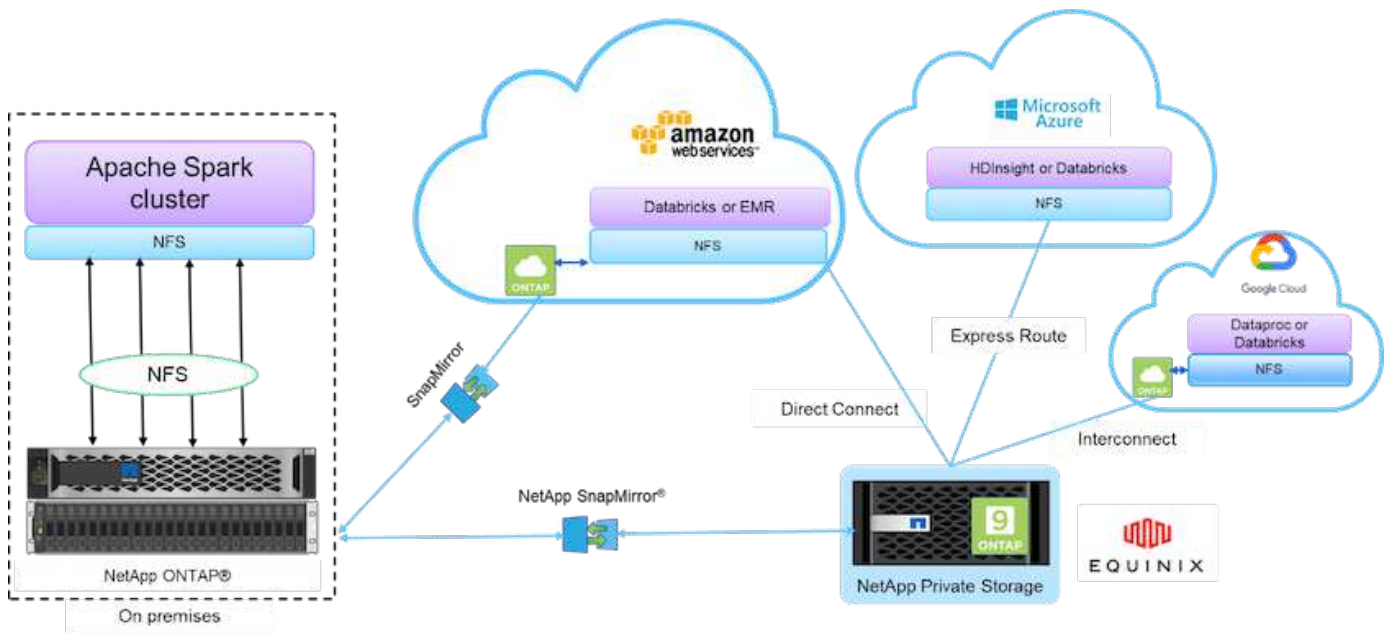 Apache Spark
cluster
NFS
NFS
NetApp ONTAP®
On premises
amazon
webservices™
Databricks or EMR
NFS
ONTAP
SnapMirror
NetApp SnapMirror®
Microsoft
Azure
HDInsight or Databricks
NFS
Express Route
Direct Connect
Google Cloud
Dataproc or
Databricks
NFS
ONTAP
Interconnect
9
ONTAP
NetApp Private Storage
EQUINIX